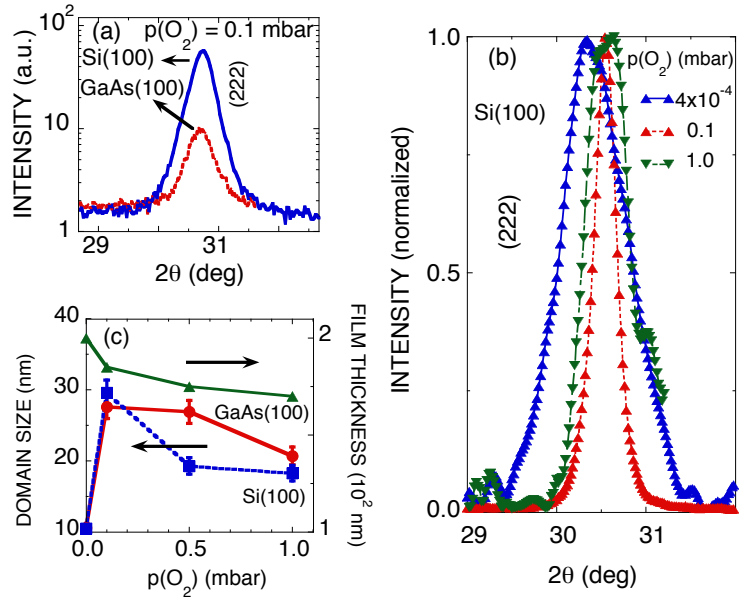 (a) p(O₂) = 0.1 mbar
Si(100)
GaAs(100)
(222)
INTENSITY (a.u.)
10²
10
1
29 31
2θ (deg)
(b) p(O₂) (mbar)
Si(100)
4x10⁻⁴
0.1
1.0
(222)
INTENSITY (normalized)
1.0
0.5
0.0
29 30 31
2θ (deg)
(c)
GaAs(100)
Si(100)
DOMAIN SIZE (nm)
40
30
20
10
FILM THICKNESS (10² nm)
2
1
0.0 0.5 1.0
p(O₂) (mbar)